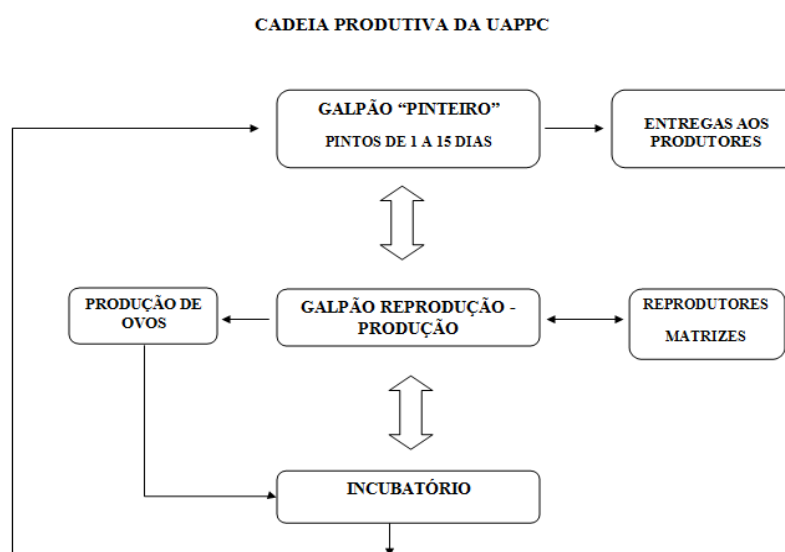 CADEIA PRODUTIVA DA UAPPC
GALPÃO “PINTEIRO”
PINTOS DE 1 A 15 DIAS
ENTREGAS AOS
PRODUTORES
PRODUÇÃO DE
OVOS
GALPÃO REPRODUÇÃO -
PRODUÇÃO
REPRODUTORES
MATRIZES
INCUBATÓRIO